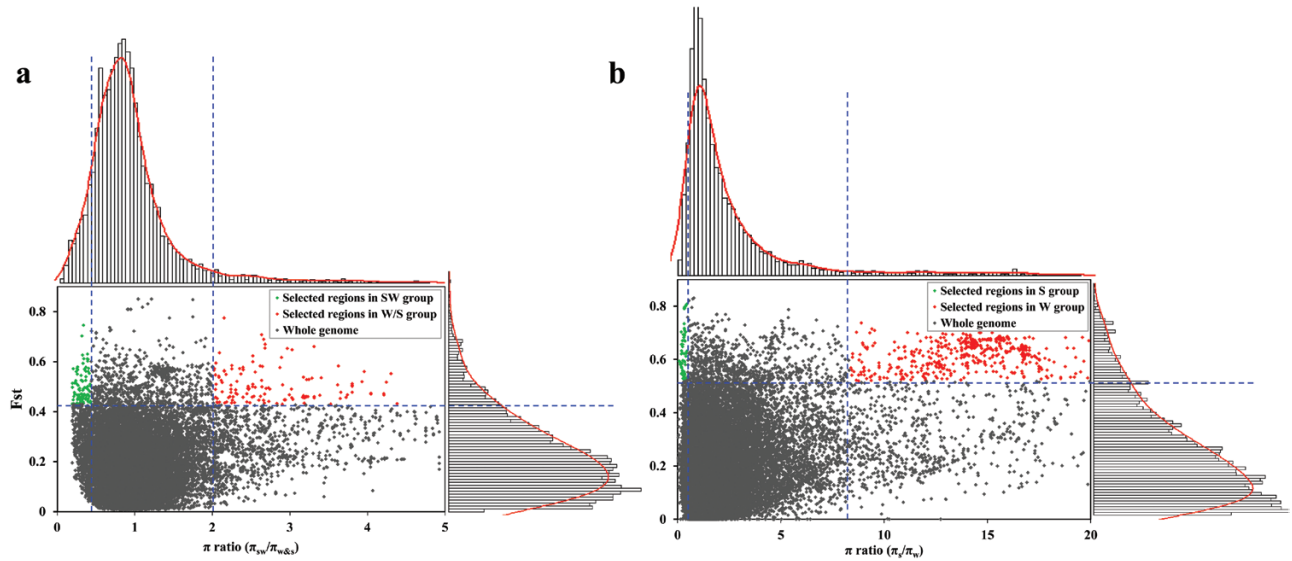 a
Selected regions in SW group
Selected regions in W/S group
Whole genome
Fst
0.8
0.6
0.4
0.2
0
0 1 2 3 4 5
π ratio (πsw/πw&s)
b
Selected regions in S group
Selected regions in W group
Whole genome
0.8
0.6
0.4
0.2
0
0 5 10 15 20
π ratio (πs/πw)